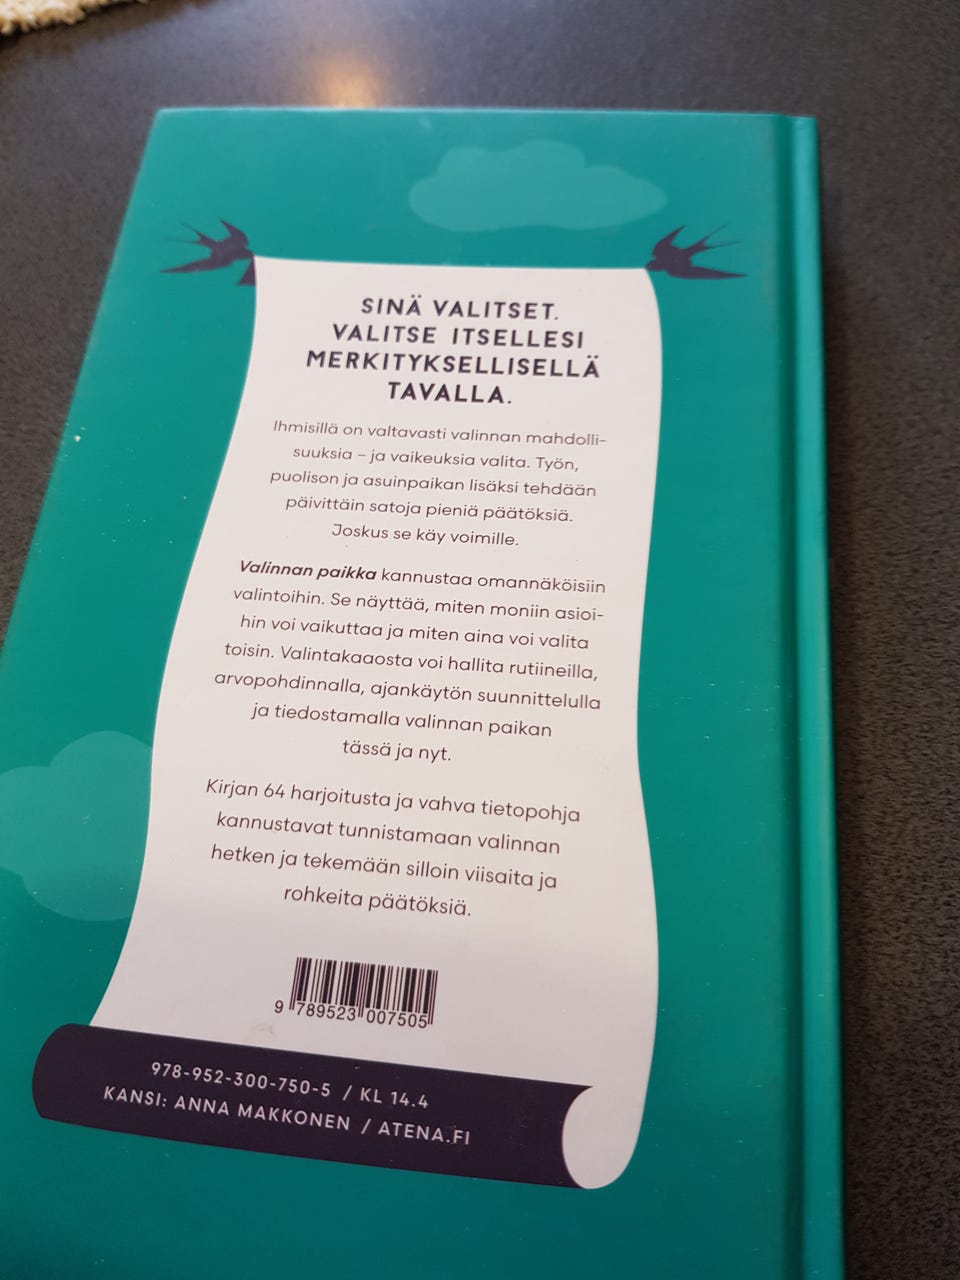 SINÄ VALITSET.
VALITSE ITSELLESI
MERKITYKSELLISELLÄ
TAVALLA.
Ihmisillä on valtavasti valinnan mahdolli-
suuksia – ja vaikeuksia valita. Työn,
puolison ja asuinpaikan lisäksi tehdään
päivittäin satoja pieniä päätöksiä.
Joskus se käy voimille.
Valinnan paikka kannustaa omannäköisiin
valintoihin. Se näyttää, miten moniin asioi-
hin voi vaikuttaa ja miten aina voi valita
toisin. Valintakaaosta voi hallita rutiineilla,
arvopohdinnalla, ajankäytön suunnittelulla
ja tiedostamalla valinnan paikan
tässä ja nyt.
Kirjan 64 harjoitusta ja vahva tietopohja
kannustavat tunnistamaan valinnan
hetken ja tekemään silloin viisaita ja
rohkeita päätöksiä.
9 789523 007505
978-952-300-750-5 / KL 14.4
KANSI: ANNA MAKKONEN / ATENA.FI